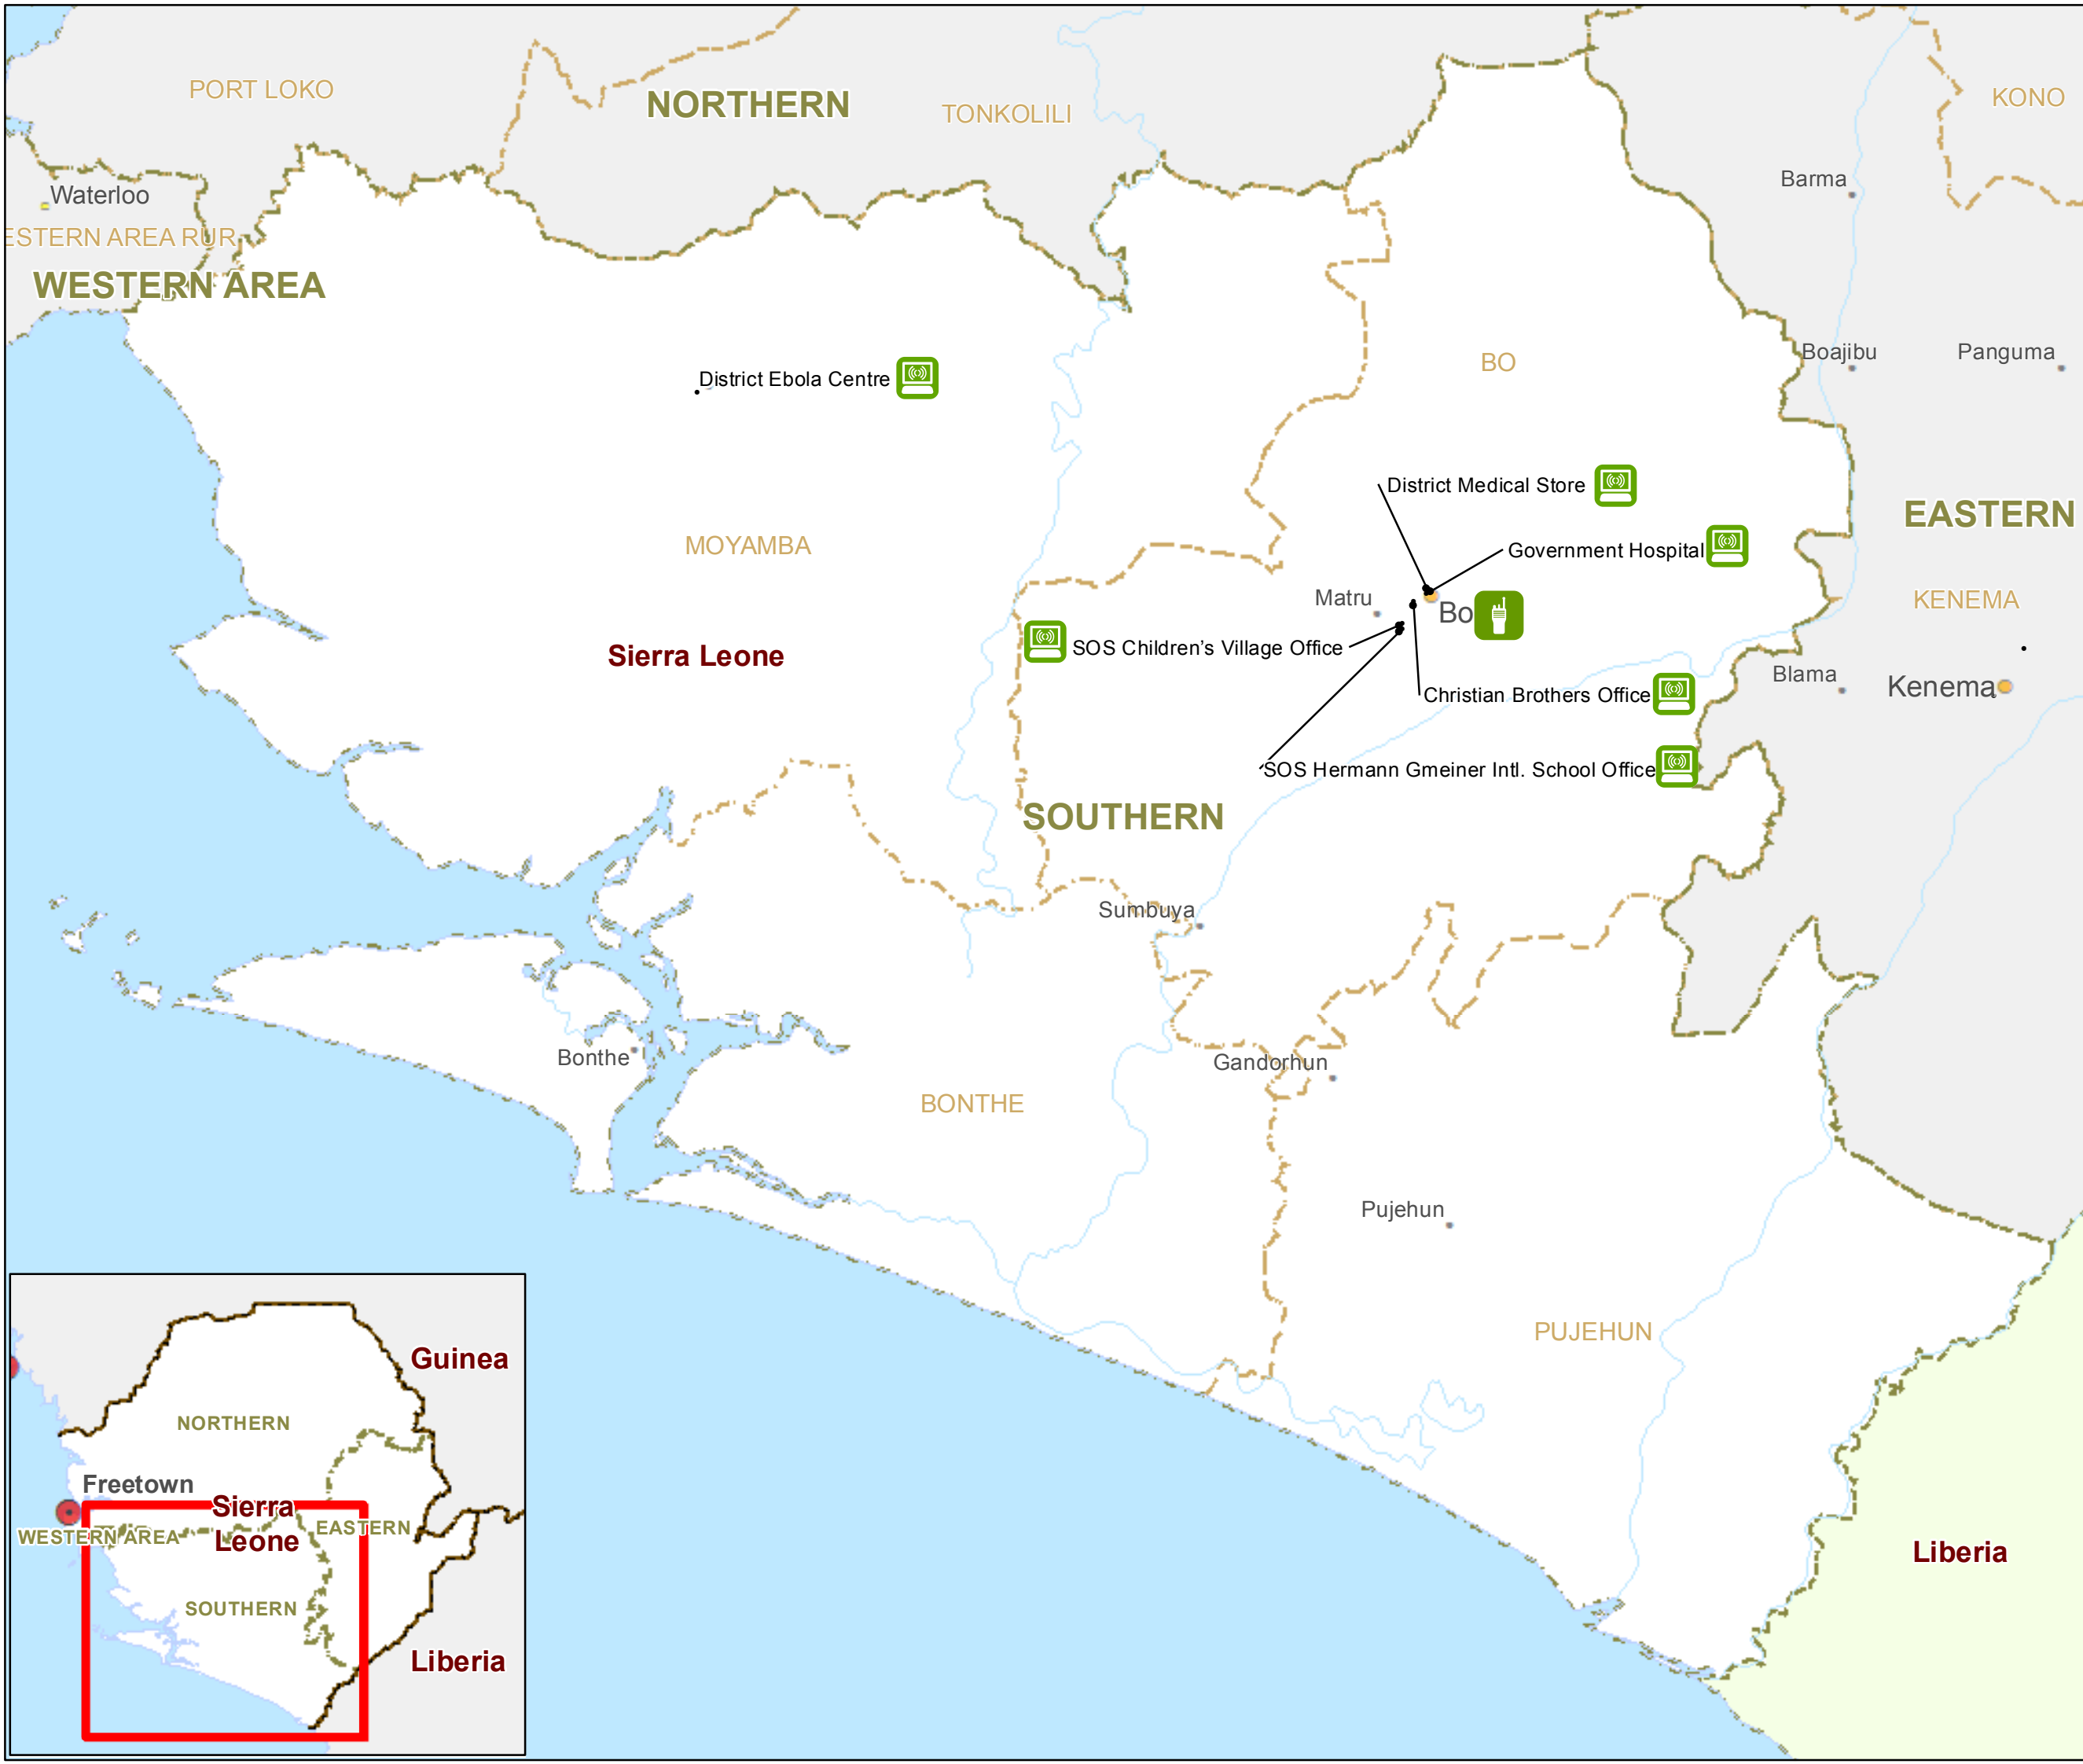 PORT LOKO
NORTHERN
TONKOLILI
KONO
Barma
Waterloo
ESTERN AREA RUR
WESTERN AREA
Boajibu
Panguma
BO
District Ebola Centre
District Medical Store
EASTERN
Government Hospital
MOYAMBA
Matru
Bo
KENEMA
SOS Children's Village Office
Sierra Leone
Blama
Kenema
Christian Brothers Office
SOS Hermann Gmeiner Intl. School Office
SOUTHERN
Sumbuya
Bonthe
Gandorhun
BONTHE
Pujehun
PUJEHUN
Liberia
Guinea
NORTHERN
Freetown
Sierra
Leone
WESTERN AREA
EASTERN
SOUTHERN
Liberia